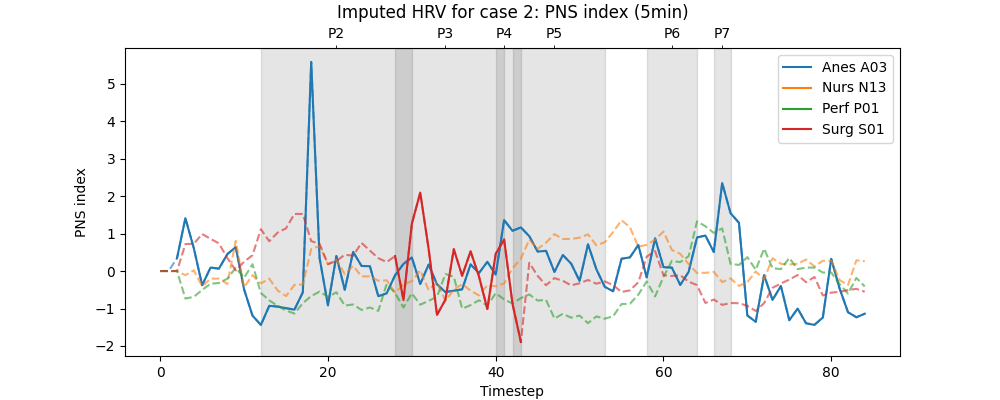 Imputed HRV for case 2: PNS index (5min)
P2 P3 P4 P5 P6 P7
Anes A03
Nurs N13
Perf P01
Surg S01
PNS index
5
4
3
2
1
0
−1
−2
0 20 40 60 80
Timestep